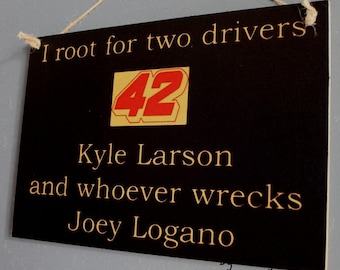 I root for two drivers
42
Kyle Larson
and whoever wrecks
Joey Logano